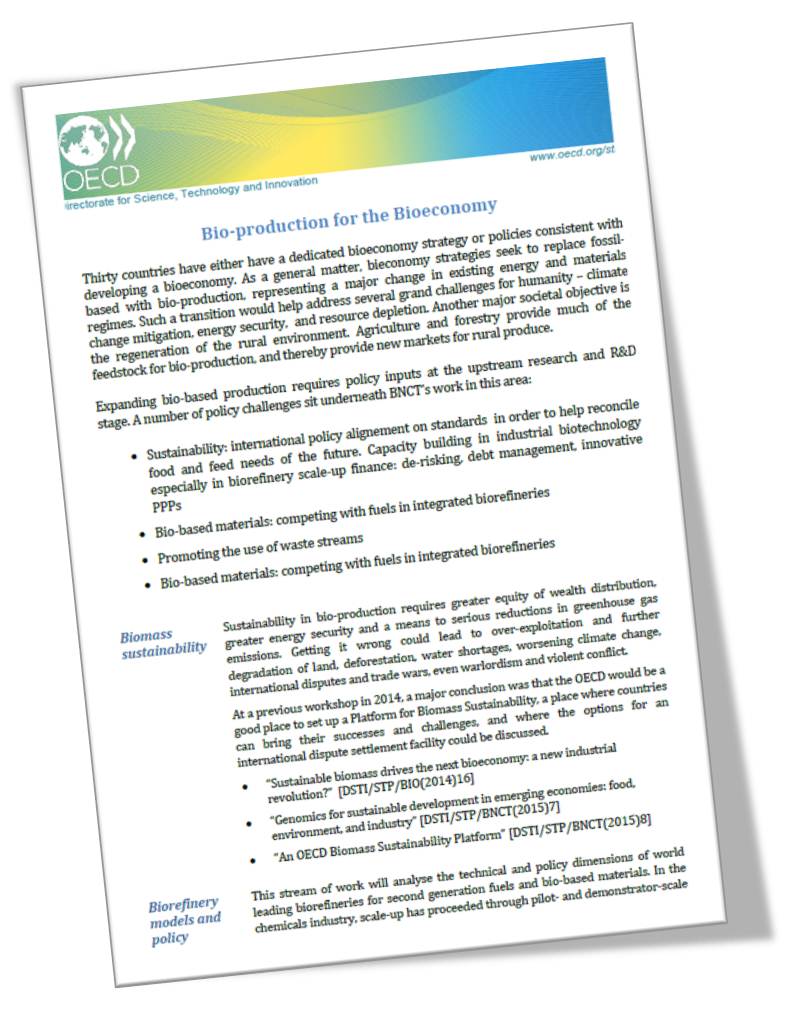 OECD
irectorate for Science, Technology and Innovation
www.oecd.org/st
Bio-production for the Bioeconomy
Thirty countries have either have a dedicated bioeconomy strategy or policies consistent with
developing a bioeconomy. As a general matter, bieconomy strategies seek to replace fossil-
based with bio-production, representing a major change in existing energy and materials
regimes. Such a transition would help address several grand challenges for humanity – climate
change mitigation, energy security, and resource depletion. Another major societal objective is
the regeneration of the rural environment. Agriculture and forestry provide much of the
feedstock for bio-production, and thereby provide new markets for rural produce.
Expanding bio-based production requires policy inputs at the upstream research and R&D
stage. A number of policy challenges sit underneath BNCT's work in this area:
• Sustainability: international policy alignement on standards in order to help reconcile
food and feed needs of the future. Capacity building in industrial biotechnology
especially in biorefinery scale-up finance: de-risking, debt management, innovative
PPPs
• Bio-based materials: competing with fuels in integrated biorefineries
• Promoting the use of waste streams
• Bio-based materials: competing with fuels in integrated biorefineries
Biomass
sustainability
Sustainability in bio-production requires greater equity of wealth distribution,
greater energy security and a means to serious reductions in greenhouse gas
emissions. Getting it wrong could lead to over-exploitation and further
degradation of land, deforestation, water shortages, worsening climate change,
international disputes and trade wars, even warlordism and violent conflict.
At a previous workshop in 2014, a major conclusion was that the OECD would be a
good place to set up a Platform for Biomass Sustainability, a place where countries
can bring their successes and challenges, and where the options for an
international dispute settlement facility could be discussed.
• "Sustainable biomass drives the next bioeconomy: a new industrial
revolution?" [DSTI/STP/BIO(2014)16]
• "Genomics for sustainable development in emerging economies: food,
environment, and industry" [DSTI/STP/BNCT(2015)7]
• "An OECD Biomass Sustainability Platform" [DSTI/STP/BNCT(2015)8]
Biorefinery
models and
policy
This stream of work will analyse the technical and policy dimensions of world
leading biorefineries for second generation fuels and bio-based materials. In the
chemicals industry, scale-up has proceeded through pilot- and demonstrator-scale